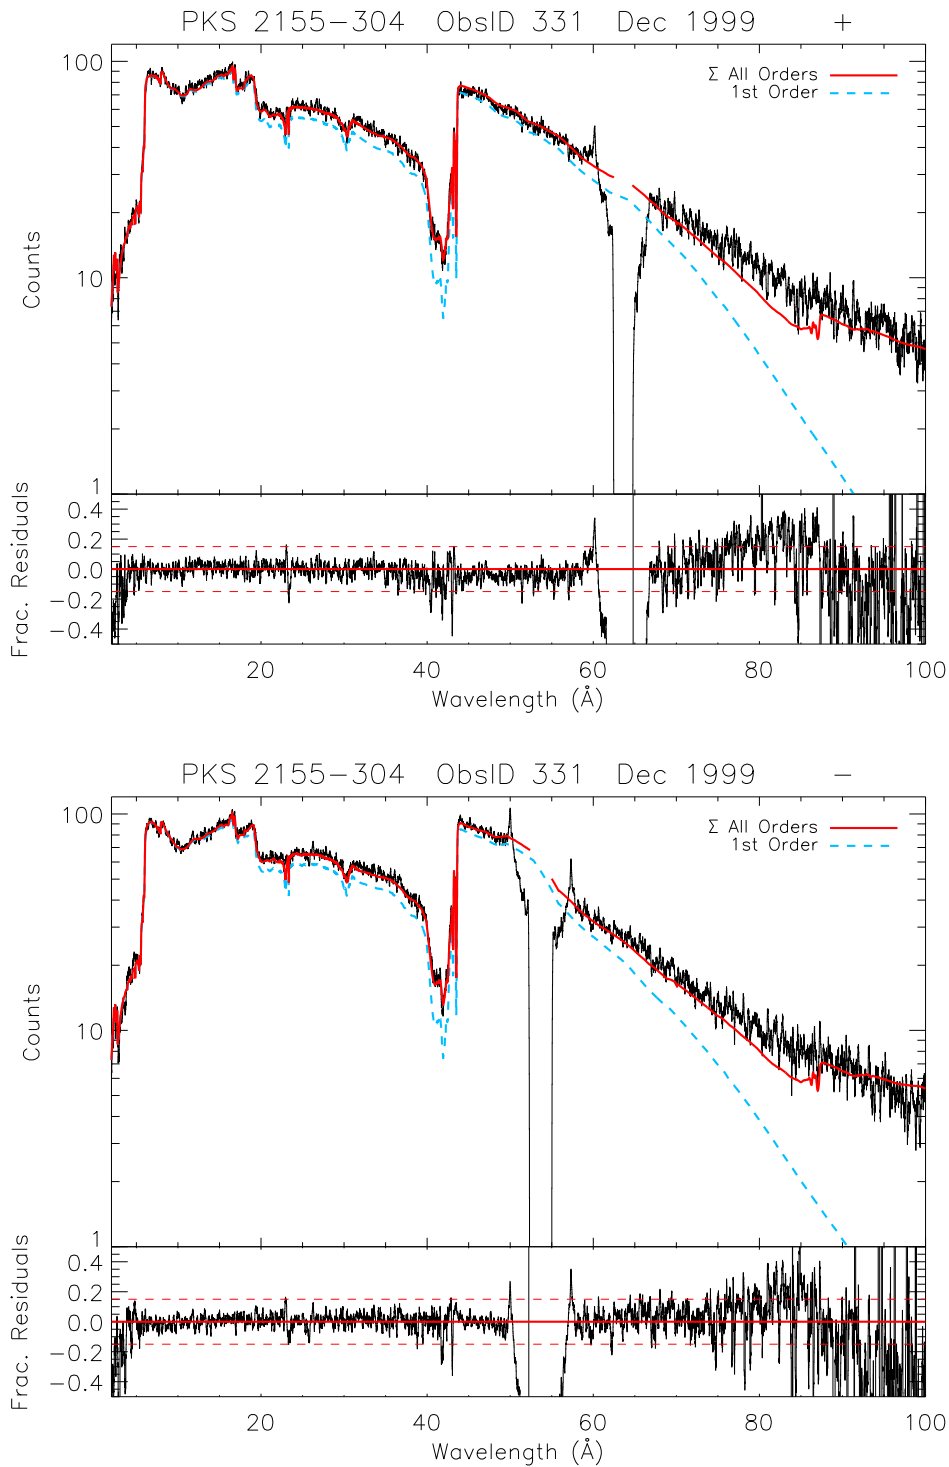 PKS 2155−304 ObsID 331 Dec 1999 +
100
Σ All Orders
1st Order
10
Counts
1
0.4
0.2
0.0
−0.2
−0.4
Frac. Residuals
20 40 60 80 100
Wavelength (Å)
PKS 2155−304 ObsID 331 Dec 1999 −
100
Σ All Orders
1st Order
10
Counts
1
0.4
0.2
0.0
−0.2
−0.4
Frac. Residuals
20 40 60 80 100
Wavelength (Å)